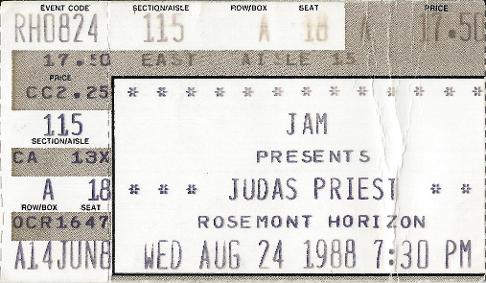 EVENT CODE SECTION/AISLE ROW/BOX SEAT PRICE
RH0824 115 A 18 A 17.50
17.50 EAST AISLE 15
PRICE
CC2.25
* * * * * * * * * * * *
115 JAM
SECTION/AISLE
CA 13X PRESENTS
A 18 * * * JUDAS PRIEST * *
ROW/BOX SEAT
OCR1647 ROSEMONT HORIZON
A14JUN8 WED AUG 24 1988 7:30 PM